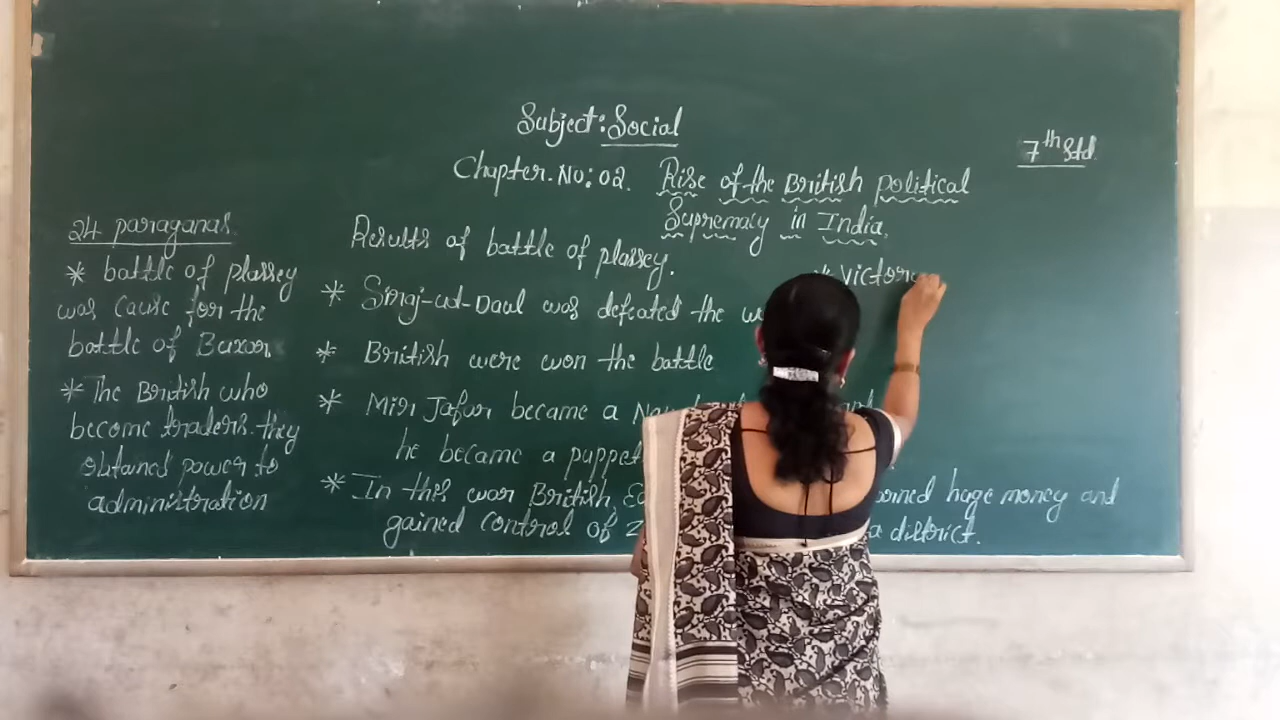 Subject: Social
7th Std.
Chapter. No: 02. Rise of the British political
Supremacy in India.
24 paraganas.
* battle of plassey
was cause for the
battle of Buxar
* The British who
become traders. they
obtained power to
administration
Results of battle of plassey.
* Siraj-ud-Daul was defeated the
* British were won the battle
* Mir Jafar became a
he became a puppet
* In this war British, huge money and
gained control of district.
* Victore